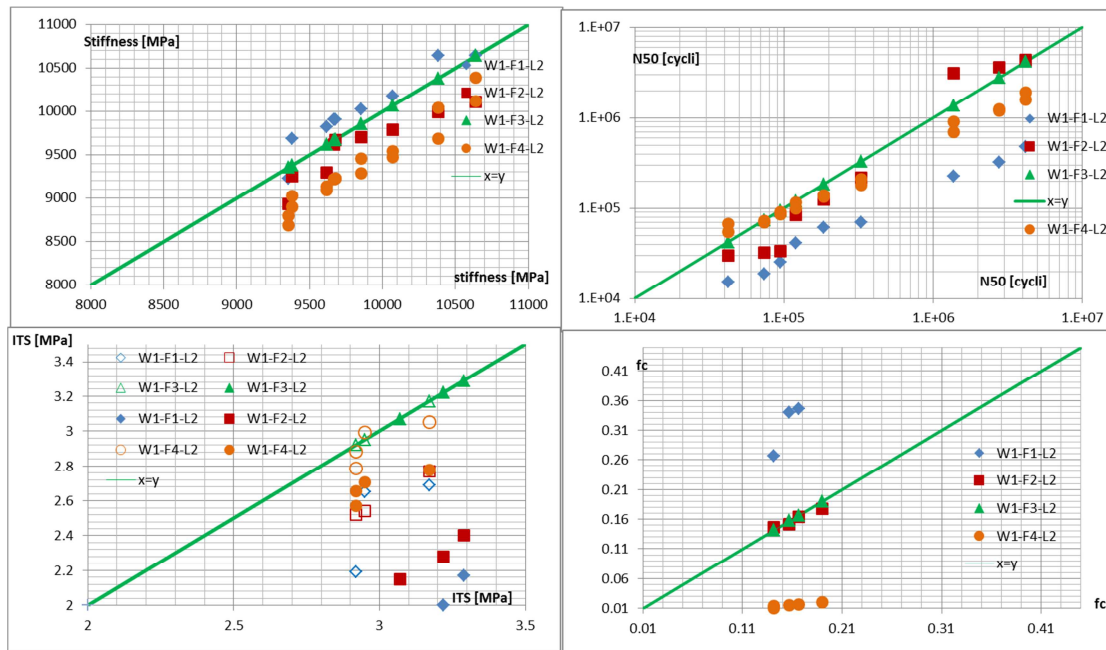 11000
Stiffness [MPa]
10500
10000
9500
9000
8500
8000
W1-F1-L2
W1-F2-L2
W1-F3-L2
W1-F4-L2
x=y
stiffness [MPa]
8000 8500 9000 9500 10000 10500 11000
1.E+07
N50 [cycli]
1.E+06
1.E+05
1.E+04
W1-F1-L2
W1-F2-L2
W1-F3-L2
x=y
W1-F4-L2
N50 [cycli]
1.E+04 1.E+05 1.E+06 1.E+07
ITS [MPa]
3.4
3.2
3
2.8
2.6
2.4
2.2
2
W1-F1-L2 W1-F2-L2
W1-F3-L2 W1-F3-L2
W1-F1-L2 W1-F2-L2
W1-F4-L2 W1-F4-L2
x=y
ITS [MPa]
2 2.5 3 3.5
fc
0.41
0.36
0.31
0.26
0.21
0.16
0.11
0.06
0.01
W1-F1-L2
W1-F2-L2
W1-F3-L2
W1-F4-L2
x=y
fc
0.01 0.11 0.21 0.31 0.41